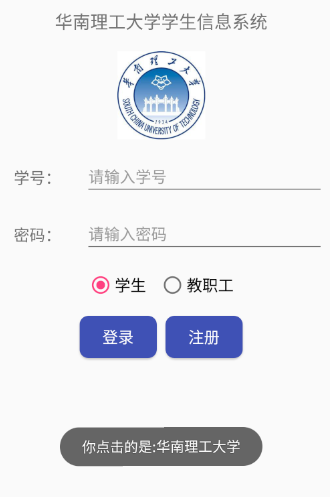 华南理工大学学生信息系统
华南理工大学
SOUTH CHINA UNIVERSITY OF TECHNOLOGY
1934
学号：
请输入学号
密码：
请输入密码
学生
教职工
登录
注册
你点击的是:华南理工大学